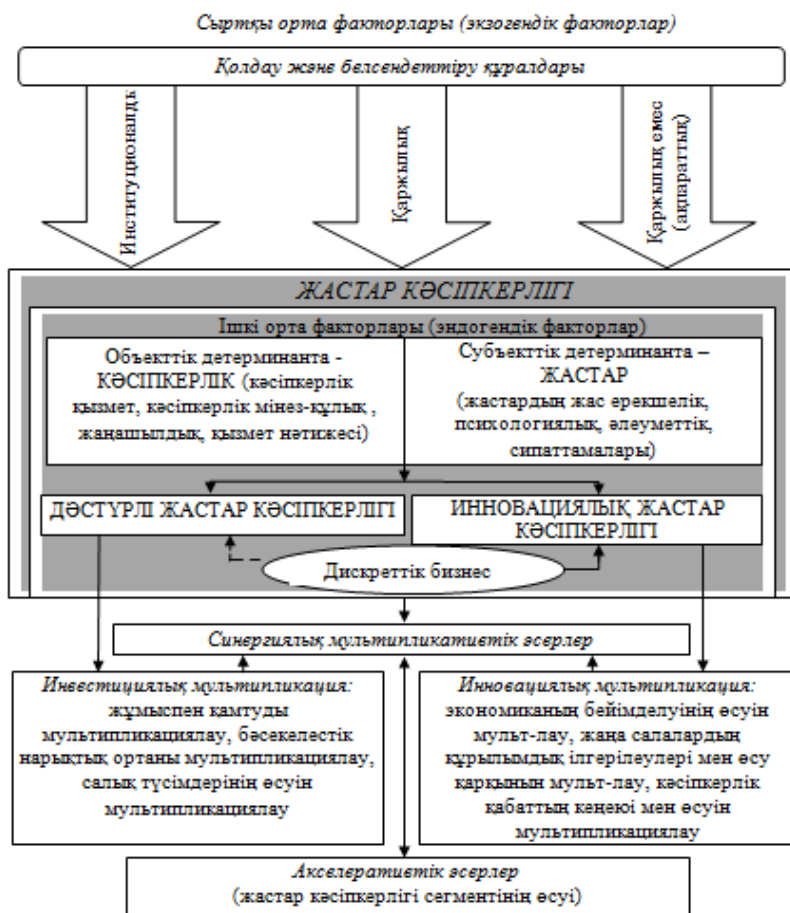 Сыртқы орта факторлары (экзогендік факторлар)
Қолдау және белсендеттіру құралдары
Институционалдь
Қаржылық
Қаржылық емес
(ақпараттық)
ЖАСТАР КӘСІПКЕРЛІГІ
Ішкі орта факторлары (эндогендік факторлар)
Объекттік детерминанта -
КӘСІПКЕРЛІК (кәсіпкерлік
қызмет, кәсіпкерлік мінез-құлық ,
жаңашылдық, қызмет нәтижесі)
Субъекттік детерминанта –
ЖАСТАР
(жастардың жас ерекшелік,
психологиялық, әлеуметтік,
сипаттамалары)
ДӘСТҮРЛІ ЖАСТАР КӘСІПКЕРЛІГІ
ИННОВАЦИЯЛЫҚ ЖАСТАР
КӘСІПКЕРЛІГІ
Дискреттік бизнес
Синергиялық мультипликативтік әсерлер
Инвестициялық мультипликация:
жұмыспен қамтуды
мультипликациялау, бәсекелестік
нарықтық ортаны мультипликациялау,
салық түсімдерінің өсуін
мультипликациялау
Инновациялық мультипликация:
экономиканың бейімделуінің өсуін
мульт-лау, жаңа салалардың
құрылымдық ілгерілеулері мен өсу
қарқынын мульт-лау, кәсіпкерлік
қабаттың кеңеюі мен өсуін
мультипликациялау
Акселеративтік әсерлер
(жастар кәсіпкерлігі сегментінің өсуі)